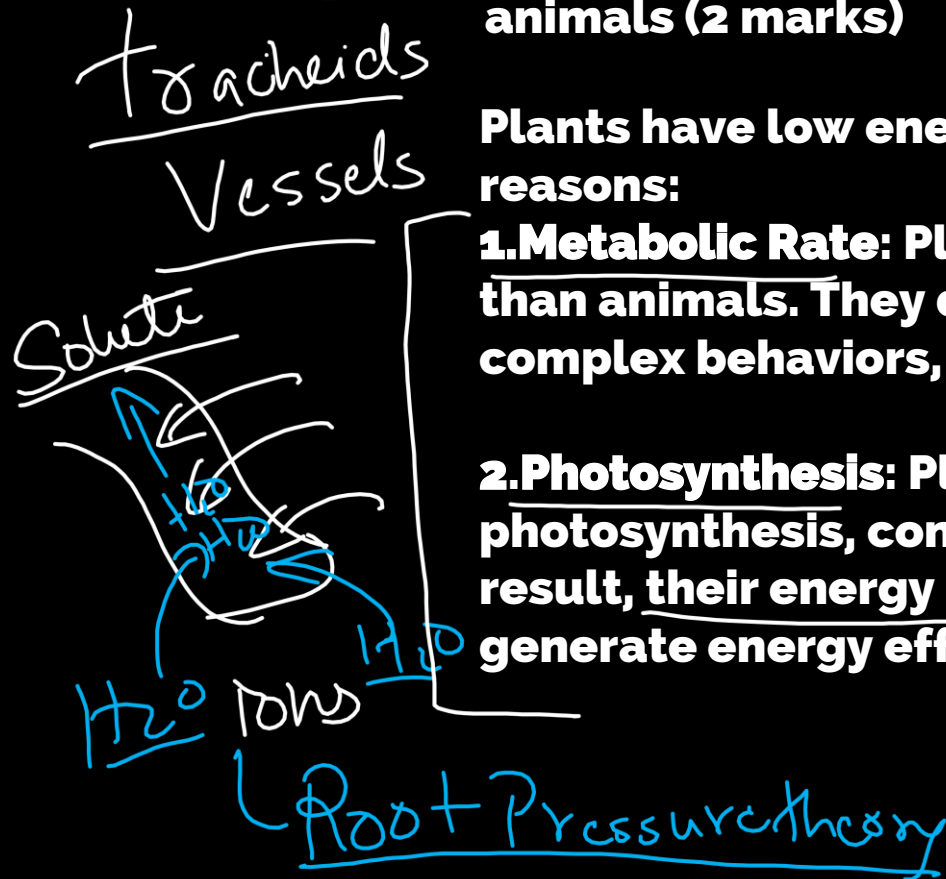 animals (2 marks)
Tracheids
Vessels
Plants have low ene
reasons:
1.Metabolic Rate: Pl
than animals. They
complex behaviors,
2.Photosynthesis: Pl
photosynthesis, con
result, their energy
generate energy eff
Solute
H2O
H2O
H2O
H2O
Ions
Root Pressure theory